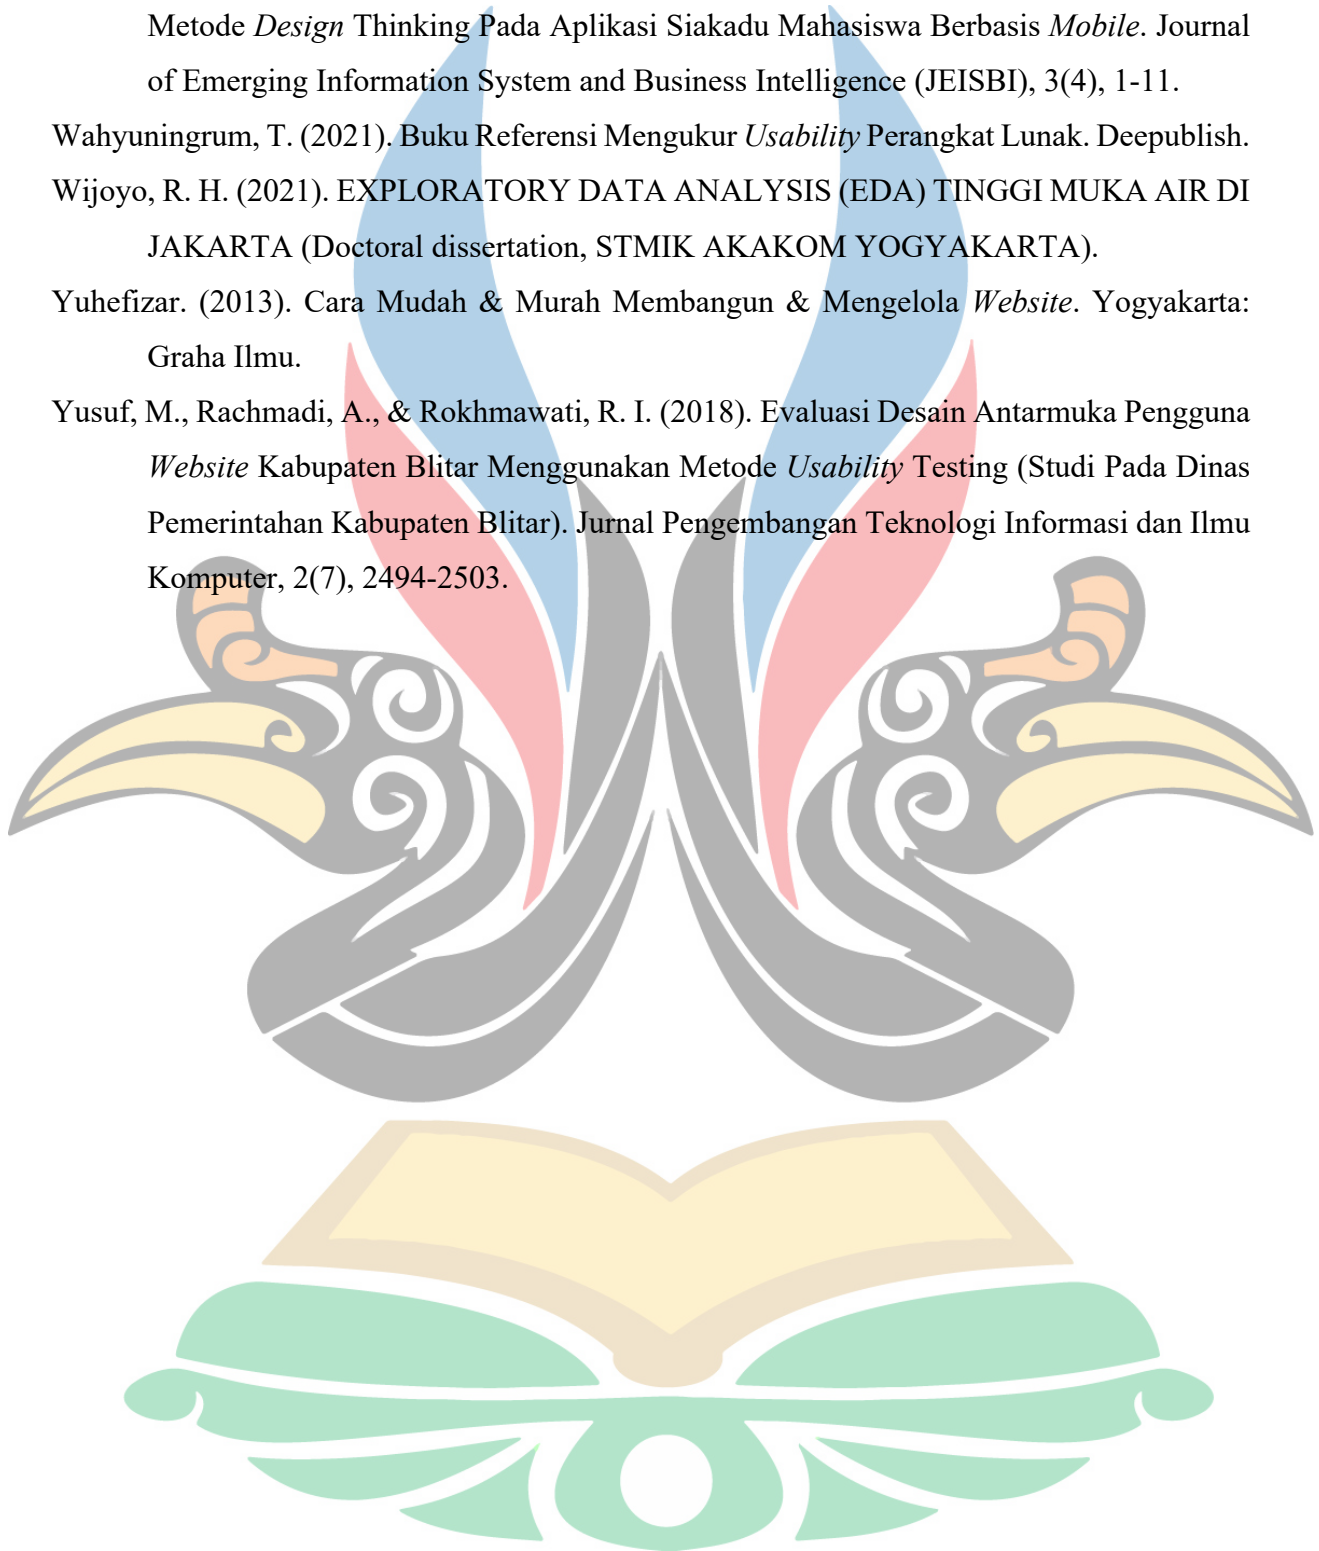 Metode Design Thinking Pada Aplikasi Siakadu Mahasiswa Berbasis Mobile. Journal
of Emerging Information System and Business Intelligence (JEISBI), 3(4), 1-11.
Wahyuningrum, T. (2021). Buku Referensi Mengukur Usability Perangkat Lunak. Deepublish.
Wijoyo, R. H. (2021). EXPLORATORY DATA ANALYSIS (EDA) TINGGI MUKA AIR DI
JAKARTA (Doctoral dissertation, STMIK AKAKOM YOGYAKARTA).
Yuhefizar. (2013). Cara Mudah & Murah Membangun & Mengelola Website. Yogyakarta:
Graha Ilmu.
Yusuf, M., Rachmadi, A., & Rokhmawati, R. I. (2018). Evaluasi Desain Antarmuka Pengguna
Website Kabupaten Blitar Menggunakan Metode Usability Testing (Studi Pada Dinas
Pemerintahan Kabupaten Blitar). Jurnal Pengembangan Teknologi Informasi dan Ilmu
Komputer, 2(7), 2494-2503.